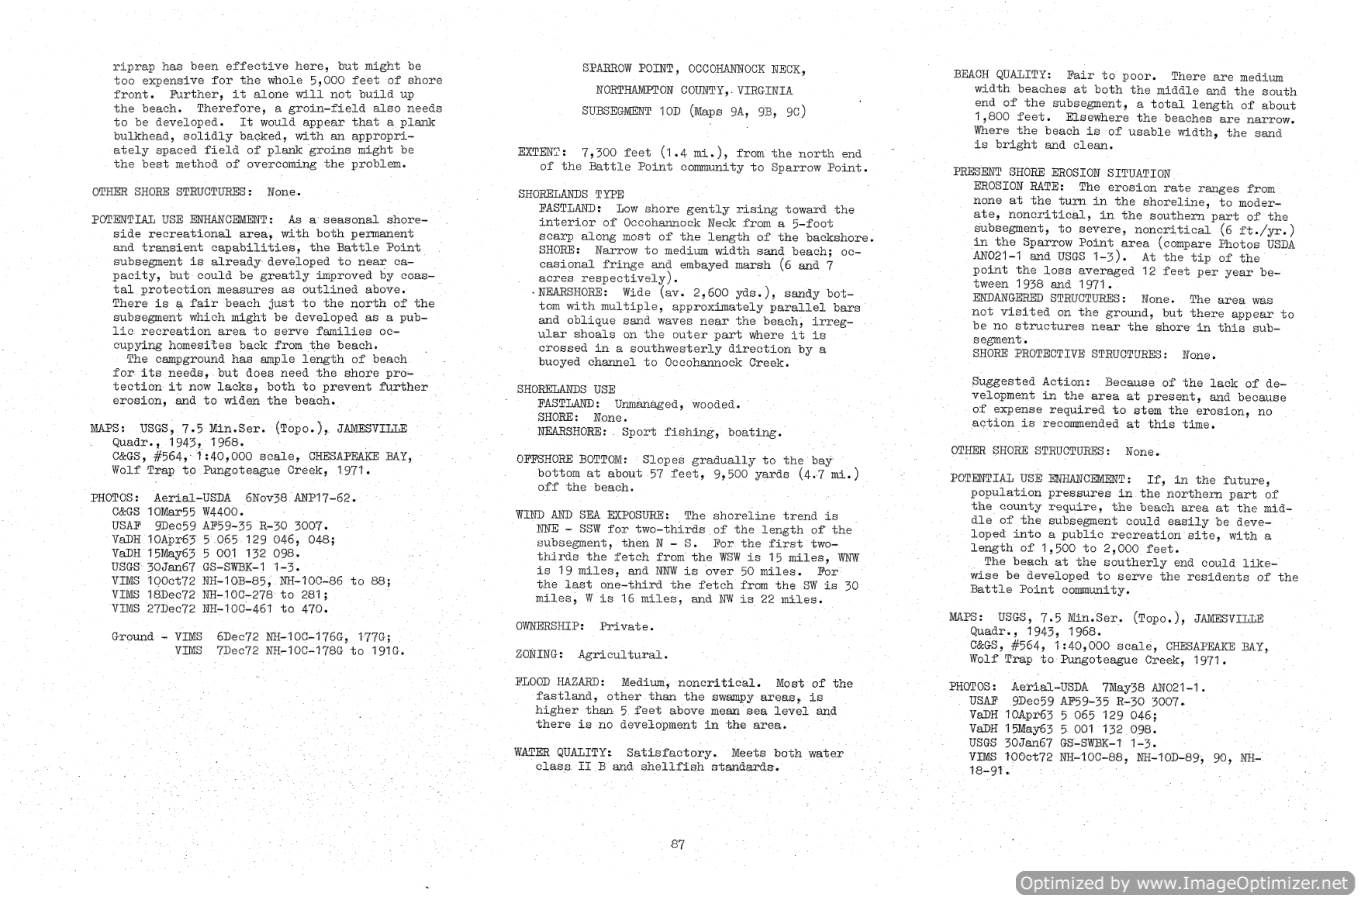 riprap has been effective here, but might be
too expensive for the whole 5,000 feet of shore
front. Further, it alone will not build up
the beach. Therefore, a groin-field also needs
to be developed. It would appear that a plank
bulkhead, solidly backed, with an appropri-
ately spaced field of plank groins might be
the best method of overcoming the problem.
OTHER SHORE STRUCTURES: None.
POTENTIAL USE ENHANCEMENT: As a seasonal shore-
side recreational area, with both permanent
and transient capabilities, the Battle Point
subsegment is already developed to near ca-
pacity, but could be greatly improved by coas-
tal protection measures as outlined above.
There is a fair beach just to the north of the
subsegment which might be developed as a pub-
lic recreation area to serve families oc-
cupying homesites back from the beach.
The campground has ample length of beach
for its needs, but does need the shore pro-
tection it now lacks, both to prevent further
erosion, and to widen the beach.
MAPS: USGS, 7.5 Min.Ser. (Topo.), JAMESVILLE
Quadr., 1943, 1968.
C&GS, #564, 1:40,000 scale, CHESAPEAKE BAY,
Wolf Trap to Pungoteague Creek, 1971.
PHOTOS: Aerial-USDA 6Nov38 ANP17-62.
C&GS 10Mar55 W4400.
USAF 9Dec59 AF59-35 R-30 3007.
VaDH 10Apr63 5 065 129 046, 048;
VaDH 15May63 5 001 132 098.
USGS 30Jan67 GS-SWBK-1 1-3.
VIMS 10Oct72 NH-10B-85, NH-10C-86 to 88;
VIMS 18Dec72 NH-10C-278 to 281;
VIMS 27Dec72 NH-10C-461 to 470.
Ground - VIMS 6Dec72 NH-10C-176G, 177G;
VIMS 7Dec72 NH-10C-178G to 191G.
SPARROW POINT, OCCOHANNOCK NECK,
NORTHAMPTON COUNTY, VIRGINIA
SUBSEGMENT 10D (Maps 9A, 9B, 9C)
EXTENT: 7,300 feet (1.4 mi.), from the north end
of the Battle Point community to Sparrow Point.
SHORELANDS TYPE
FASTLAND: Low shore gently rising toward the
interior of Occohannock Neck from a 5-foot
scarp along most of the length of the backshore.
SHORE: Narrow to medium width sand beach; oc-
casional fringe and embayed marsh (6 and 7
acres respectively).
NEARSHORE: Wide (av. 2,600 yds.), sandy bot-
tom with multiple, approximately parallel bars
and oblique sand waves near the beach, irreg-
ular shoals on the outer part where it is
crossed in a southwesterly direction by a
buoyed channel to Occohannock Creek.
SHORELANDS USE
FASTLAND: Unmanaged, wooded.
SHORE: None.
NEARSHORE: Sport fishing, boating.
OFFSHORE BOTTOM: Slopes gradually to the bay
bottom at about 57 feet, 9,500 yards (4.7 mi.)
off the beach.
WIND AND SEA EXPOSURE: The shoreline trend is
NNE - SSW for two-thirds of the length of the
subsegment, then N - S. For the first two-
thirds the fetch from the WSW is 15 miles, WNW
is 19 miles, and NNW is over 50 miles. For
the last one-third the fetch from the SW is 30
miles, W is 16 miles, and NW is 22 miles.
OWNERSHIP: Private.
ZONING: Agricultural.
FLOOD HAZARD: Medium, noncritical. Most of the
fastland, other than the swampy areas, is
higher than 5 feet above mean sea level and
there is no development in the area.
WATER QUALITY: Satisfactory. Meets both water
class II B and shellfish standards.
BEACH QUALITY: Fair to poor. There are medium
width beaches at both the middle and the south
end of the subsegment, a total length of about
1,800 feet. Elsewhere the beaches are narrow.
Where the beach is of usable width, the sand
is bright and clean.
PRESENT SHORE EROSION SITUATION
EROSION RATE: The erosion rate ranges from
none at the turn in the shoreline, to moder-
ate, noncritical, in the southern part of the
subsegment, to severe, noncritical (6 ft./yr.)
in the Sparrow Point area (compare Photos USDA
ANO21-1 and USGS 1-3). At the tip of the
point the loss averaged 12 feet per year be-
tween 1938 and 1971.
ENDANGERED STRUCTURES: None. The area was
not visited on the ground, but there appear to
be no structures near the shore in this sub-
segment.
SHORE PROTECTIVE STRUCTURES: None.
Suggested Action: Because of the lack of de-
velopment in the area at present, and because
of expense required to stem the erosion, no
action is recommended at this time.
OTHER SHORE STRUCTURES: None.
POTENTIAL USE ENHANCEMENT: If, in the future,
population pressures in the northern part of
the county require, the beach area at the mid-
dle of the subsegment could easily be deve-
loped into a public recreation site, with a
length of 1,500 to 2,000 feet.
The beach at the southerly end could like-
wise be developed to serve the residents of the
Battle Point community.
MAPS: USGS, 7.5 Min.Ser. (Topo.), JAMESVILLE
Quadr., 1943, 1968.
C&GS, #564, 1:40,000 scale, CHESAPEAKE BAY,
Wolf Trap to Pungoteague Creek, 1971.
PHOTOS: Aerial-USDA 7May38 ANO21-1.
USAF 9Dec59 AF59-35 R-30 3007.
VaDH 10Apr63 5 065 129 046;
VaDH 15May63 5 001 132 098.
USGS 30Jan67 GS-SWBK-1 1-3.
VIMS 10Oct72 NH-10C-88, NH-10D-89, 90, NH-
18-91.
87
Optimized by www.ImageOptimizer.net